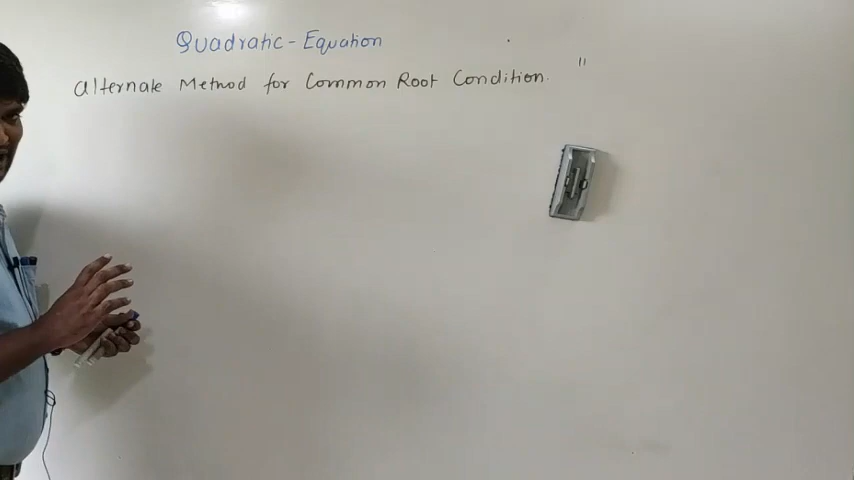 Quadratic - Equation
Alternate Method for Common Root Condition.